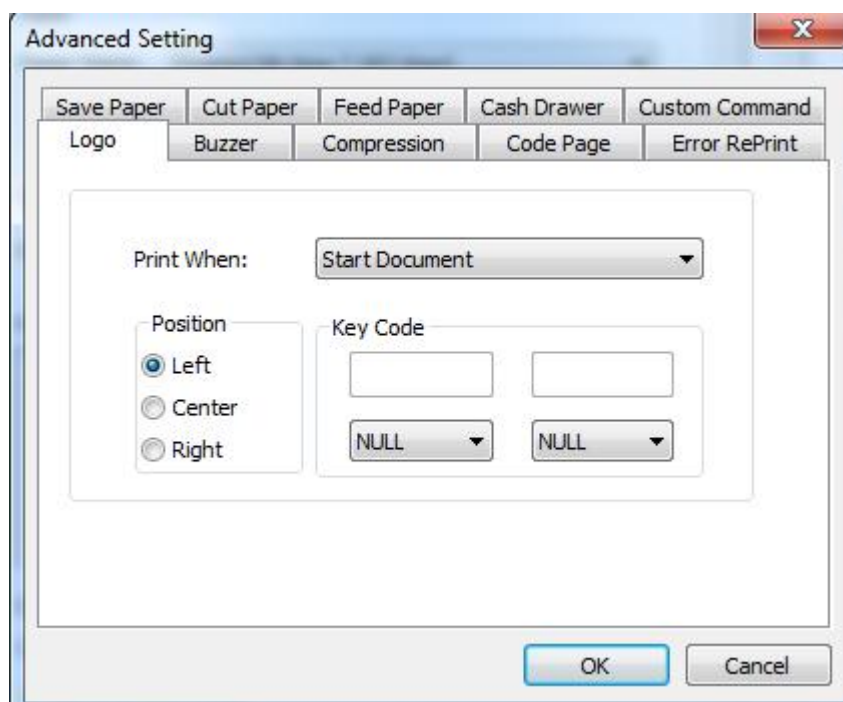 Advanced Setting
Save Paper Cut Paper Feed Paper Cash Drawer Custom Command
Logo Buzzer Compression Code Page Error RePrint
Print When: Start Document
Position Key Code
Left
Center
Right NULL NULL
OK Cancel